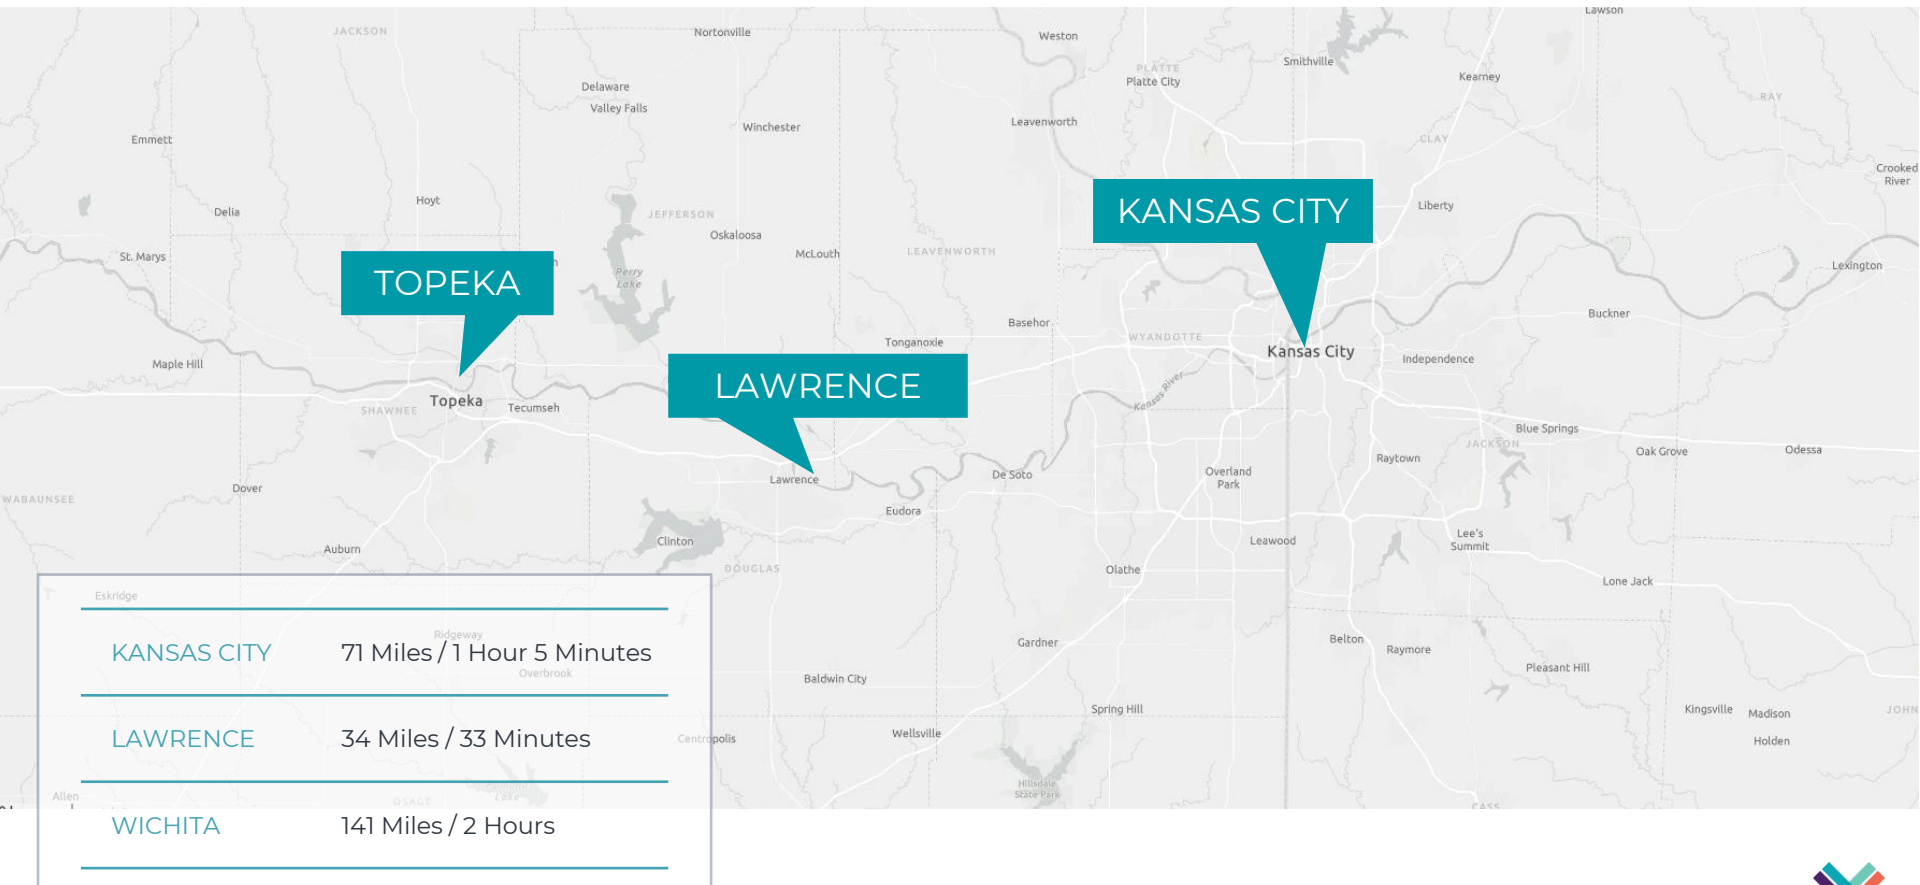 Lawson
JACKSON
Nortonville
Weston
Smithville
PLATTE
Platte City
Kearney
Delaware
Valley Falls
RAY
Winchester
Leavenworth
Emmett
CLAY
Crooked
River
Hoyt
Delia
JEFFERSON
KANSAS CITY
Liberty
Oskaloosa
McLouth
LEAVENWORTH
St. Marys
TOPEKA
Perry
Lake
Lexington
Basehor
Buckner
WYANDOTTE
Tonganoxie
Kansas City
Independence
Maple Hill
LAWRENCE
Kansas River
Topeka
SHAWNEE
Tecumseh
Blue Springs
JACKSON
Oak Grove
Odessa
Raytown
Overland
Park
De Soto
Lawrence
Dover
WABAUNSEE
Eudora
Lee's
Summit
Leawood
Clinton
Auburn
DOUGLAS
Olathe
Lone Jack
Eskridge
Ridgeway
KANSAS CITY 71 Miles / 1 Hour 5 Minutes
Overbrook
Gardner
Belton
Raymore
Pleasant Hill
Baldwin City
Spring Hill
Kingsville
Madison
JOHN
LAWRENCE 34 Miles / 33 Minutes
Centropolis
Wellsville
Holden
Hillsdale
State Park
Pomona
Lake
Allen
OSAGE
CASS
WICHITA 141 Miles / 2 Hours